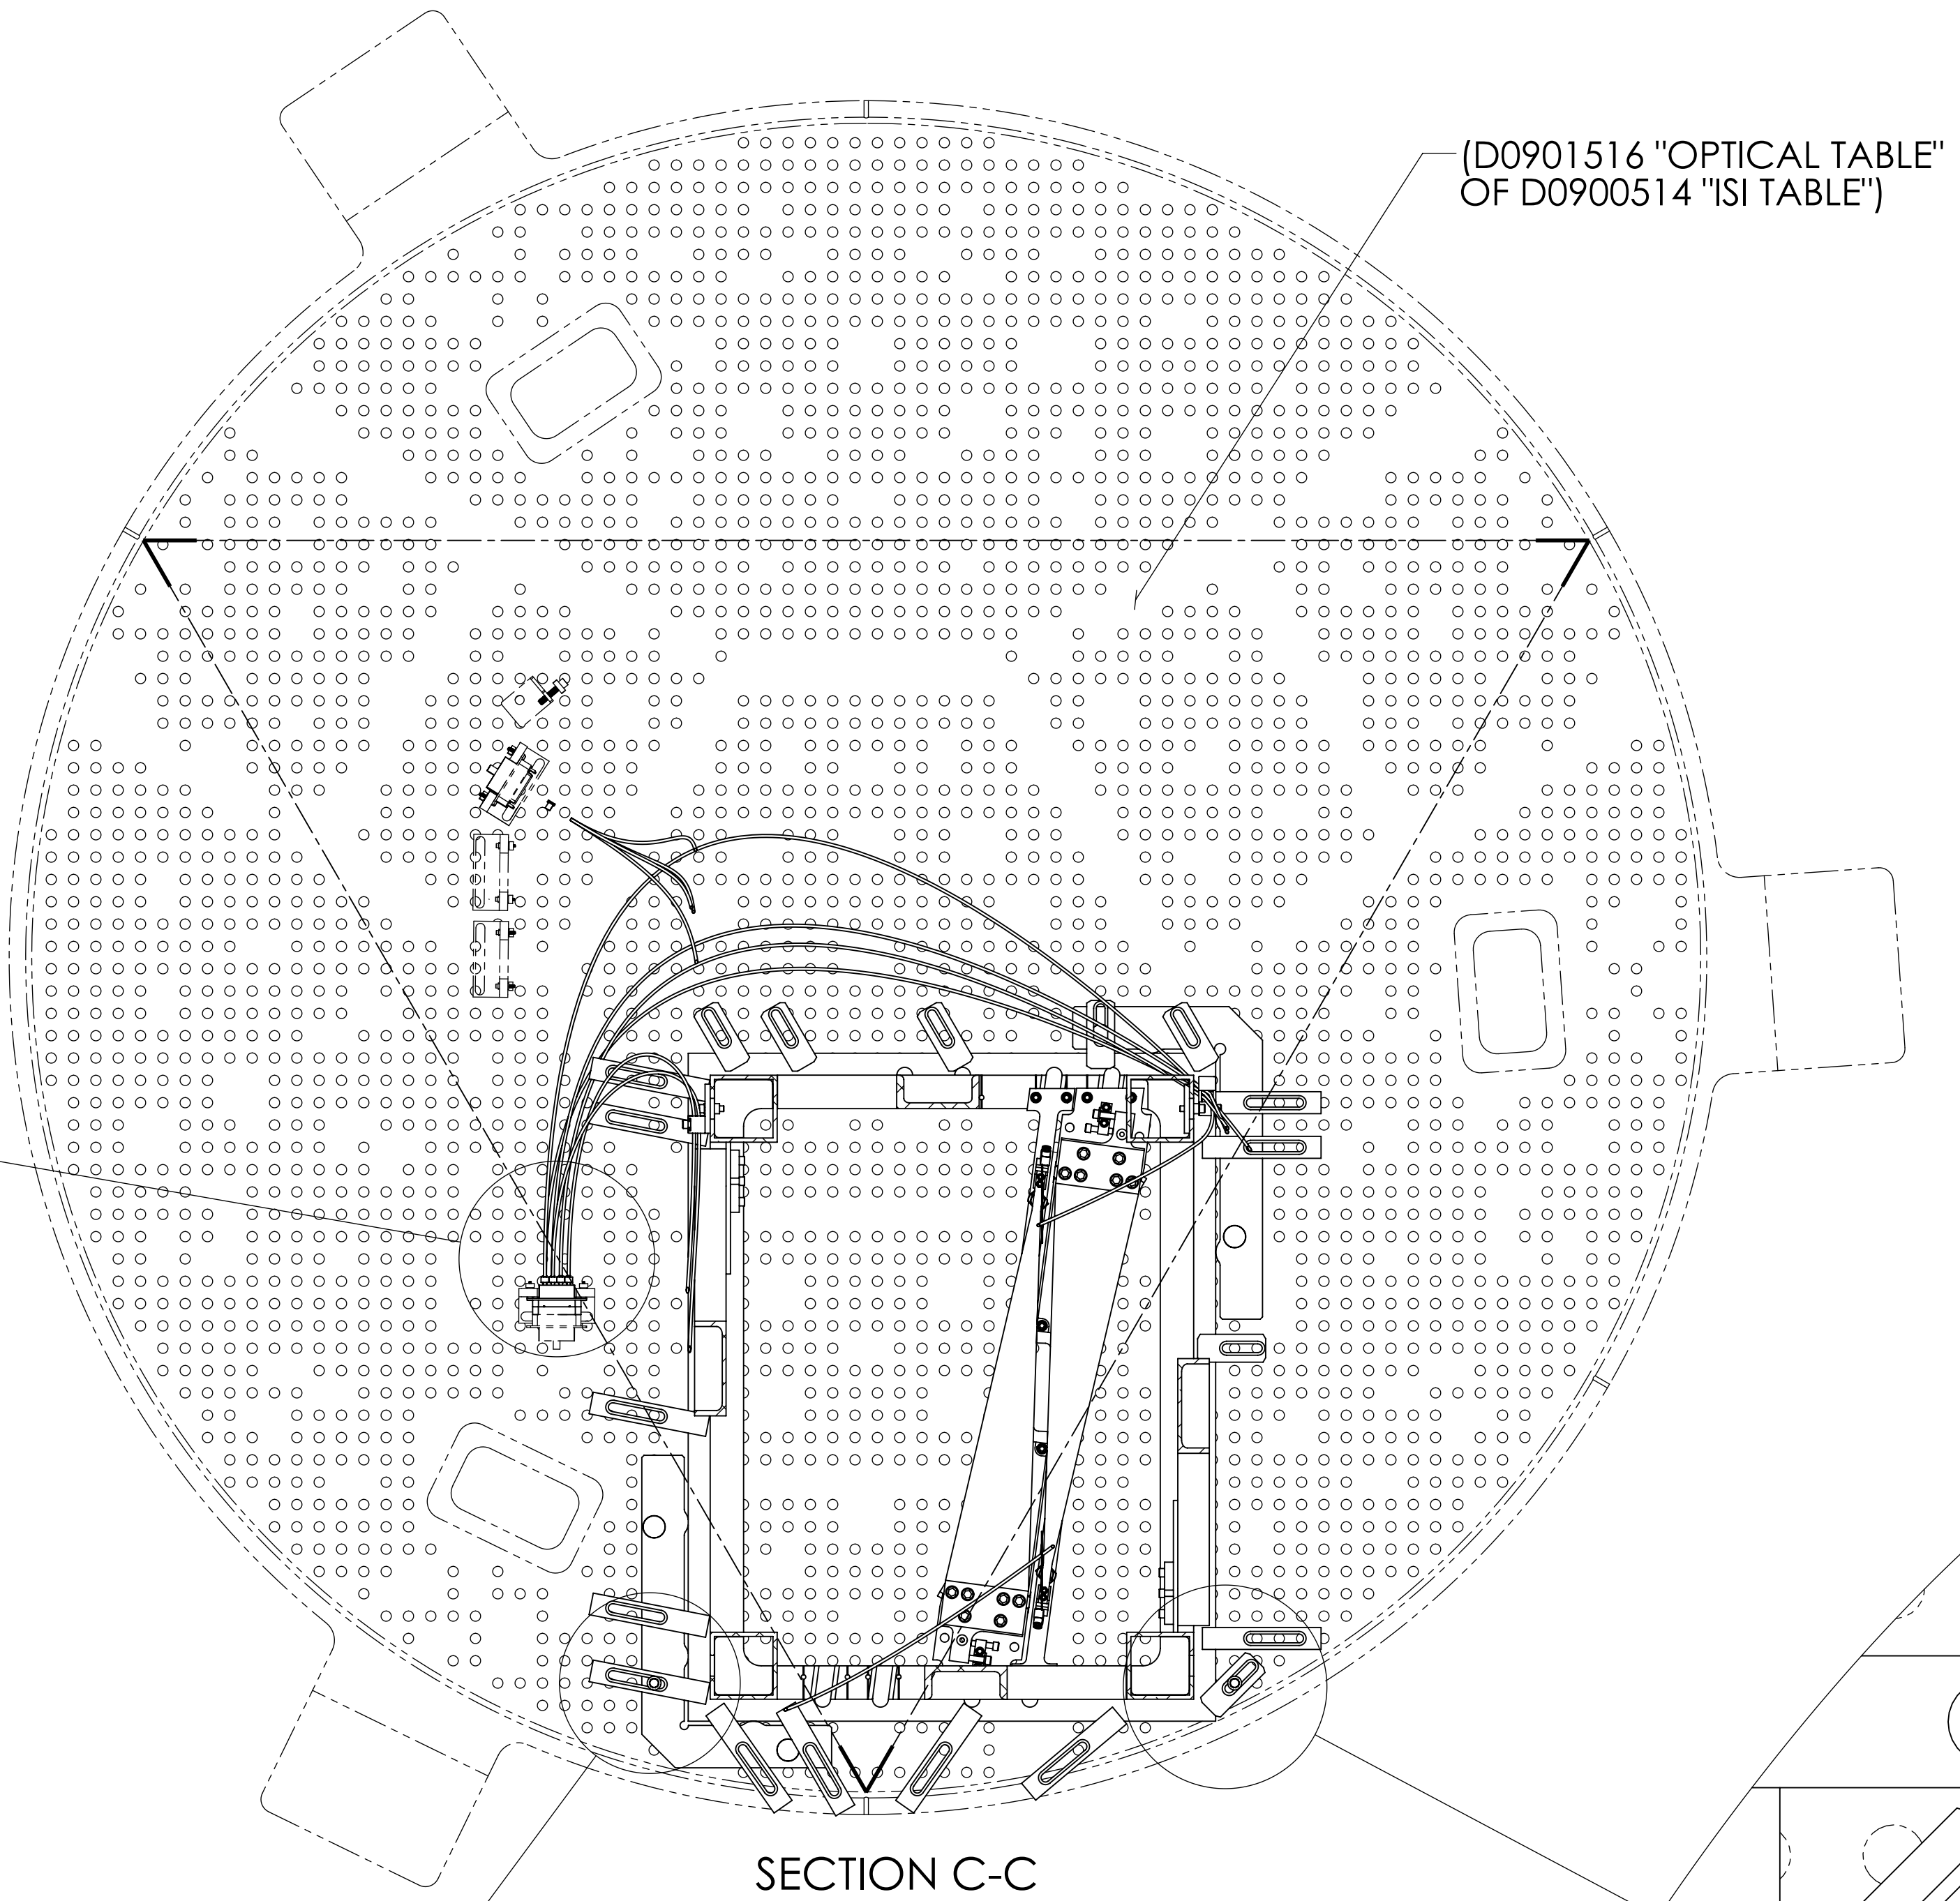 (D0901516 "OPTICAL TABLE"
OF D0900514 "ISI TABLE")
SECTION C-C